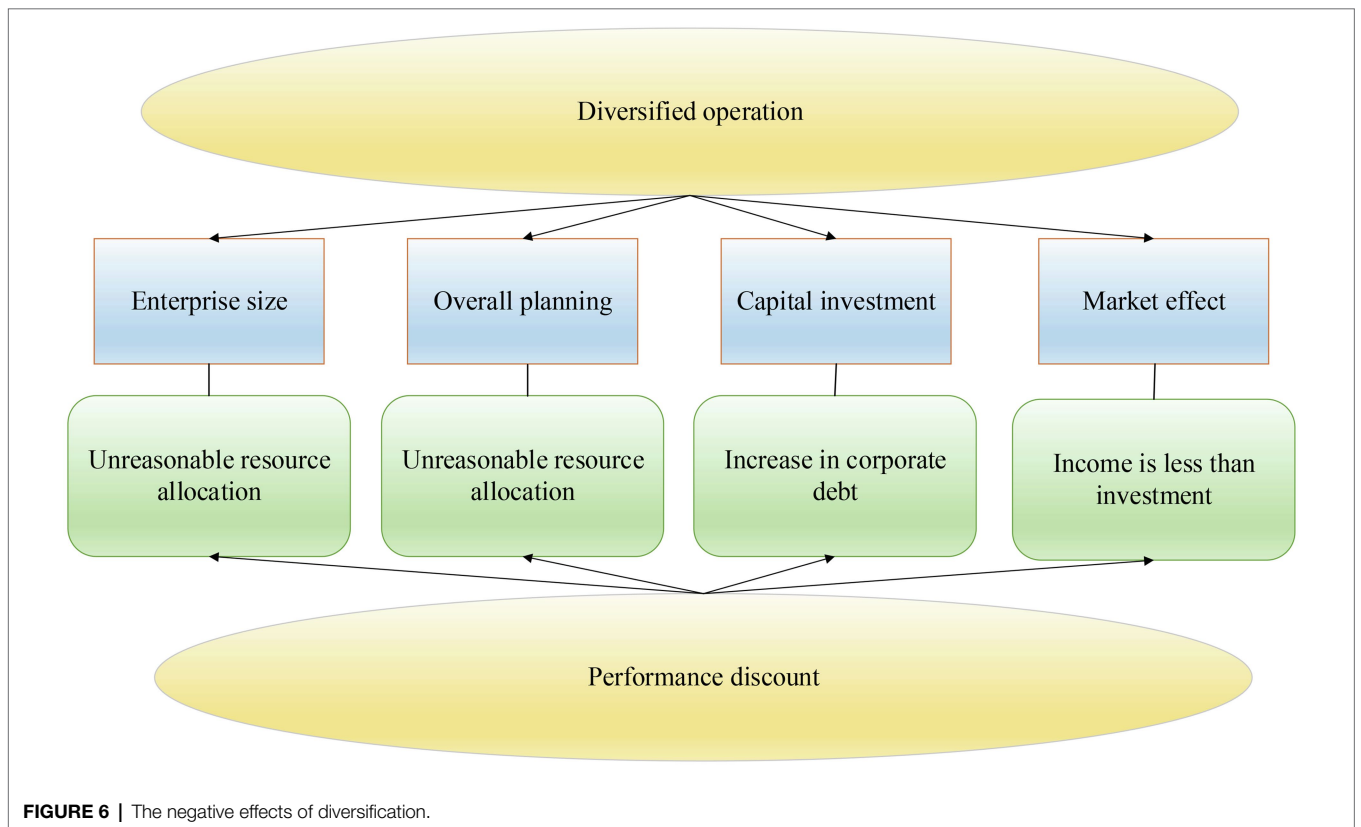 Diversified operation
Enterprise size
Overall planning
Capital investment
Market effect
Unreasonable resource
allocation
Unreasonable resource
allocation
Increase in corporate
debt
Income is less than
investment
Performance discount
FIGURE 6 | The negative effects of diversification.